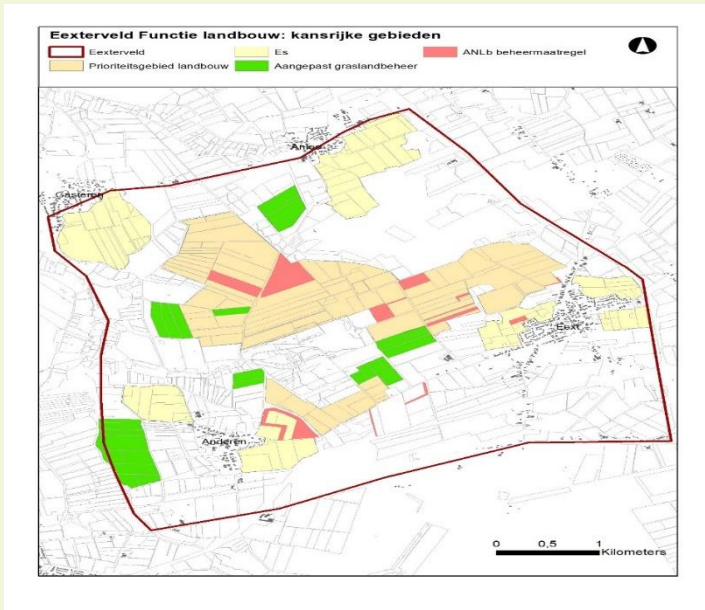 Eexterveld Functie landbouw: kansrijke gebieden
Eexterveld Es ANLb beheermaatregel
Prioriteitsgebied landbouw Aangepast graslandbeheer
Anloo
Gasteren
Eext
Anderen
0 0,5 1
Kilometers